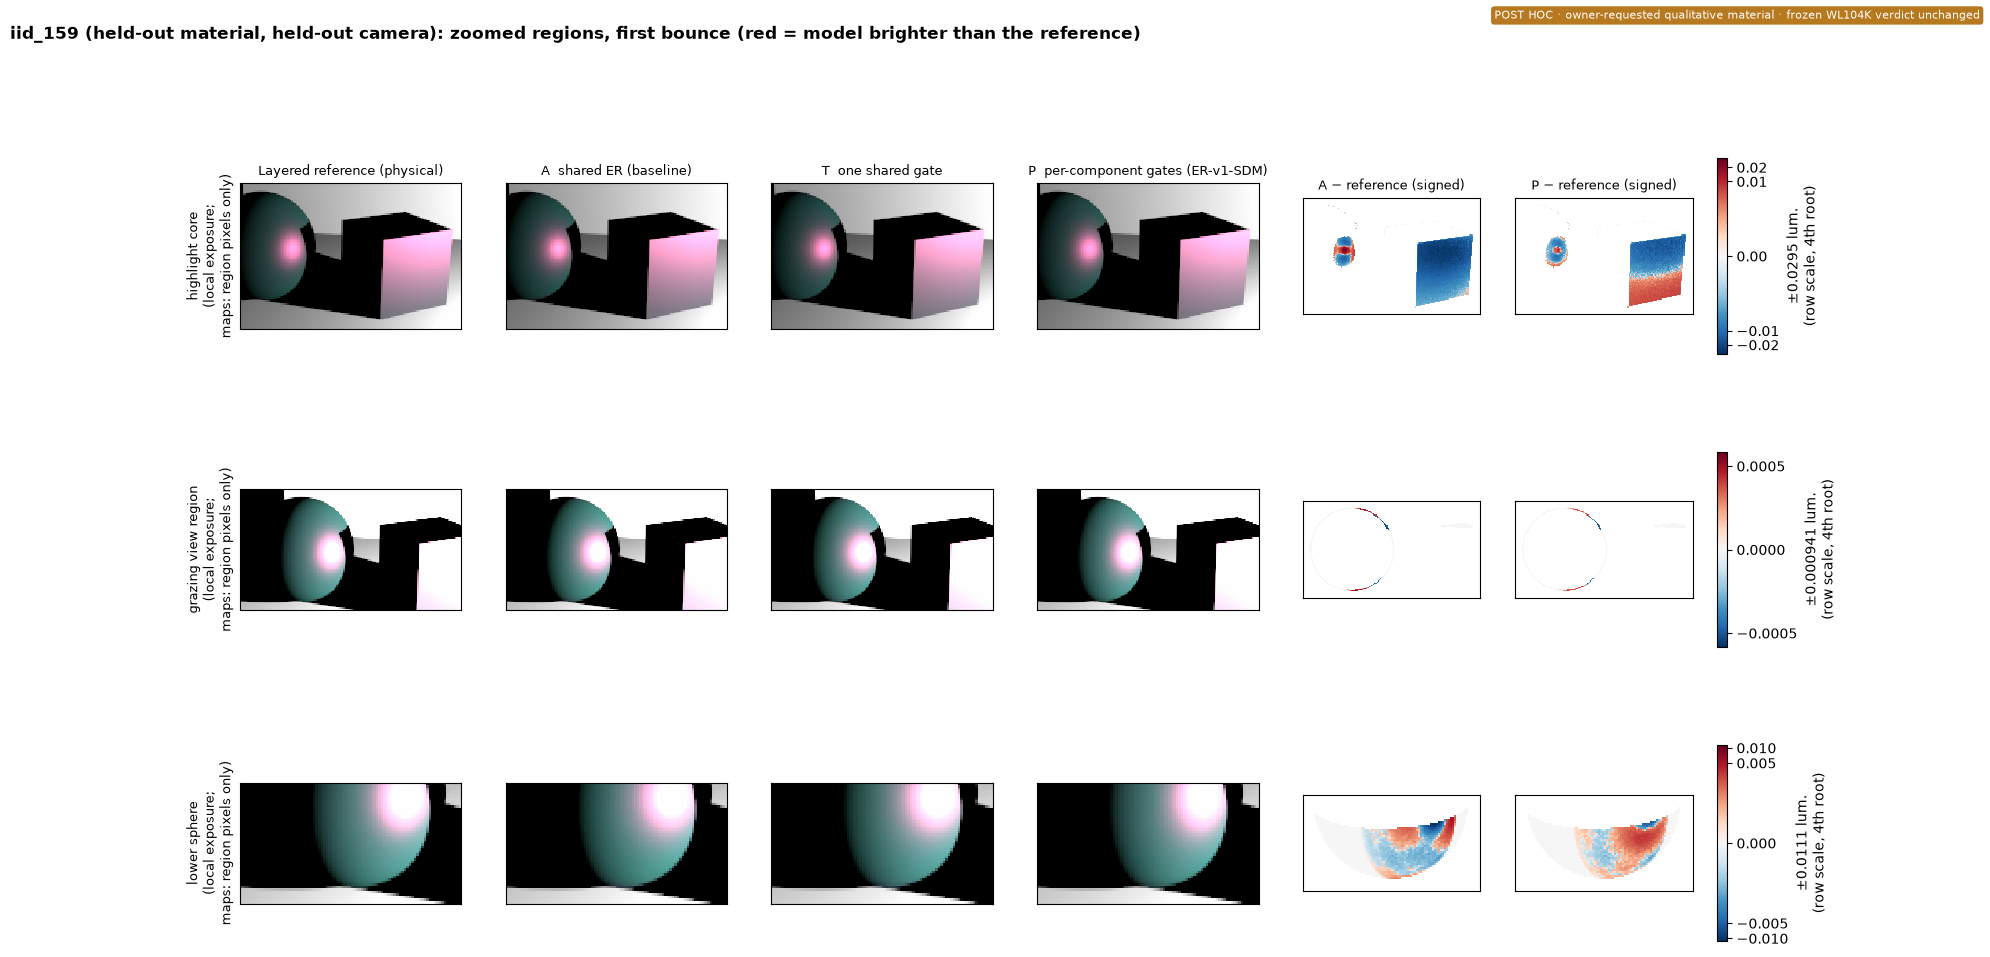 POST HOC · owner-requested qualitative material · frozen WL104K verdict unchanged
iid_159 (held-out material, held-out camera): zoomed regions, first bounce (red = model brighter than the reference)
Layered reference (physical)
A shared ER (baseline)
T one shared gate
P per-component gates (ER-v1-SDM)
A − reference (signed)
P − reference (signed)
highlight core
(local exposure;
maps: region pixels only)
0.02
0.01
0.00
−0.01
−0.02
±0.0295 lum.
(row scale, 4th root)
grazing view region
(local exposure;
maps: region pixels only)
0.0005
0.0000
−0.0005
±0.000941 lum.
(row scale, 4th root)
lower sphere
(local exposure;
maps: region pixels only)
0.010
0.005
0.000
−0.005
−0.010
±0.0111 lum.
(row scale, 4th root)